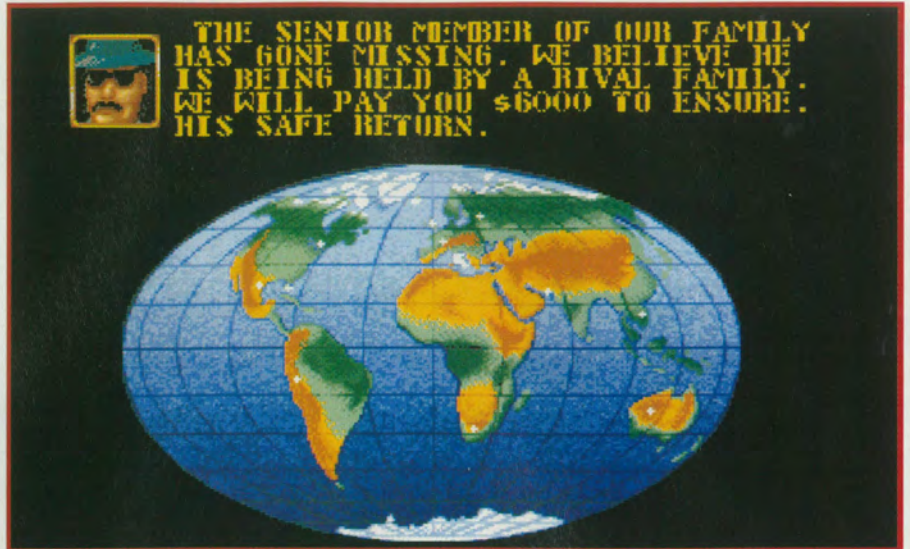 THE SENIOR MEMBER OF OUR FAMILY
HAS GONE MISSING. WE BELIEVE HE
IS BEING HELD BY A RIVAL FAMILY.
WE WILL PAY YOU $6000 TO ENSURE.
HIS SAFE RETURN.